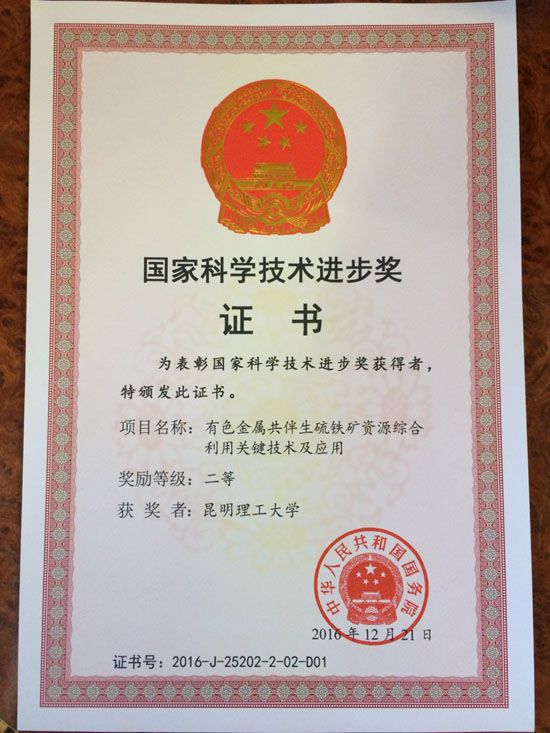 国家科学技术进步奖
证书
为表彰国家科学技术进步奖获得者，
特颁发此证书。
项目名称：有色金属共伴生硫铁矿资源综合
利用关键技术及应用
奖励等级：二等
获奖者：昆明理工大学
中华人民共和国国务院
2016年12月21日
证书号：2016-J-25202-2-02-D01